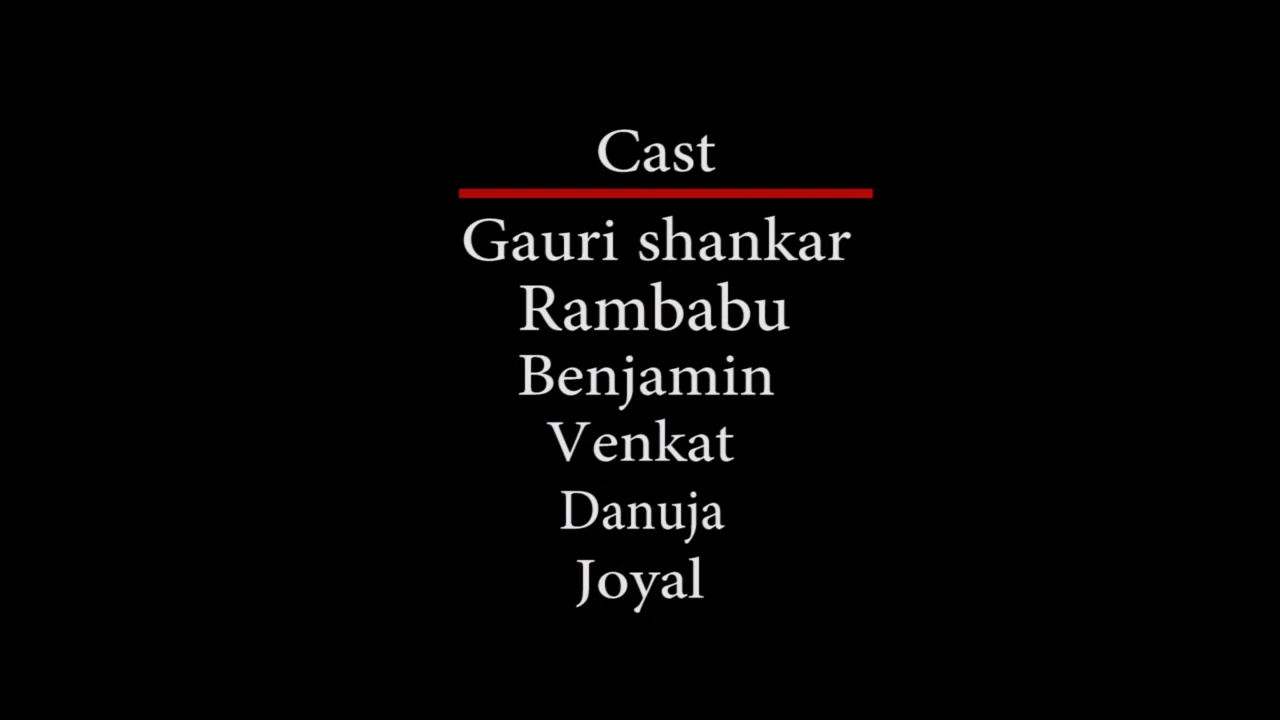 Cast
Gauri shankar
Rambabu
Benjamin
Venkat
Danuja
Joyal